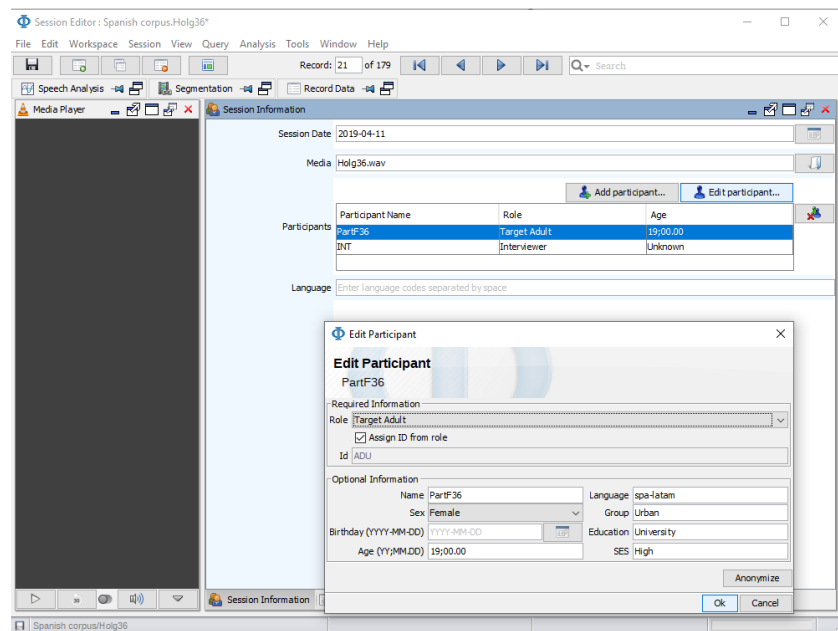 Session Editor : Spanish corpus.Holg36*
File Edit Workspace Session View Query Analysis Tools Window Help
Record: 21 of 179 Search
Speech Analysis Segmentation Record Data
Media Player Session Information
Session Date 2019-04-11
Media Holg36.wav
Add participant... Edit participant...
Participants
Participant Name Role Age
PartF36 Target Adult 19;00.00
INT Interviewer Unknown
Language Enter language codes separated by space
Edit Participant
Edit Participant
PartF36
Required Information
Role Target Adult
Assign ID from role
Id ADU
Optional Information
Name PartF36 Language spa-latam
Sex Female Group Urban
Birthday (YYYY-MM-DD) YYYY-MM-DD Education University
Age (YY;MM.DD) 19;00.00 SES High
Anonymize
Ok Cancel
Session Information
Spanish corpus/Holg36